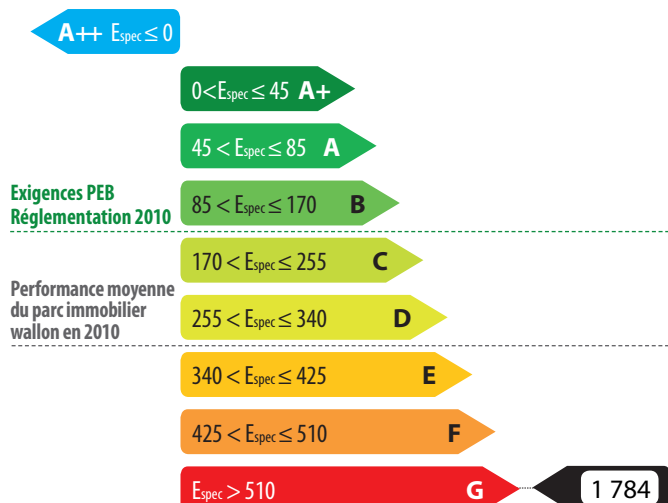 A++ Espec ≤ 0
0<Espec ≤ 45 A+
45 < Espec ≤ 85 A
Exigences PEB
Réglementation 2010
85 < Espec ≤ 170 B
170 < Espec ≤ 255 C
Performance moyenne
du parc immobilier
wallon en 2010
255 < Espec ≤ 340 D
340 < Espec ≤ 425 E
425 < Espec ≤ 510 F
Espec > 510 G 1 784